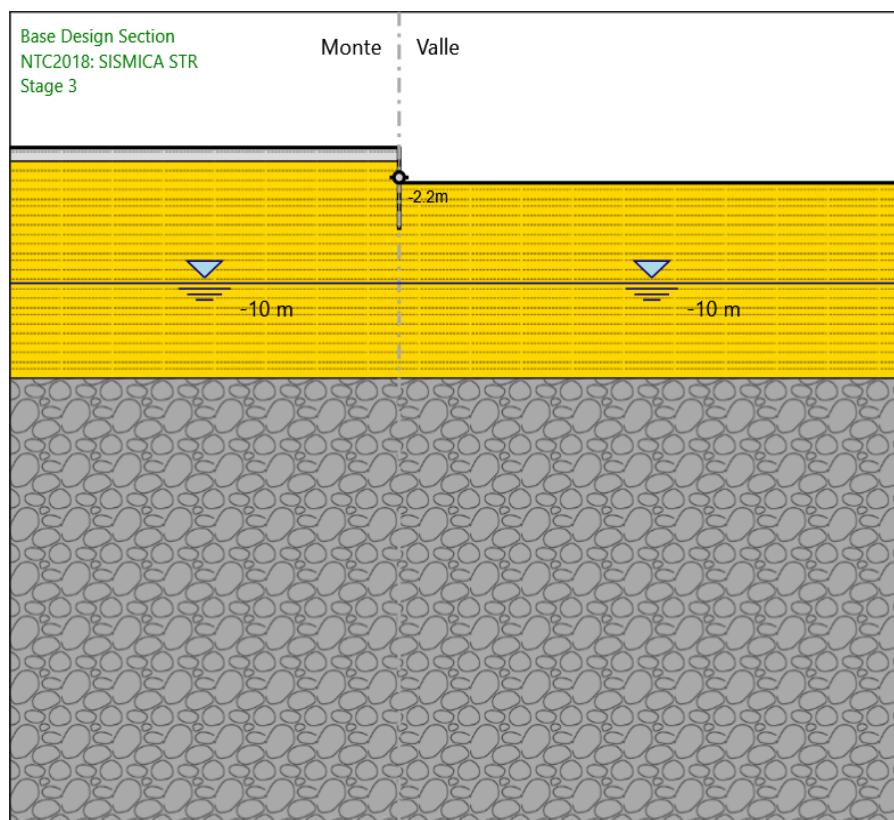 Base Design Section
NTC2018: SISMICA STR
Stage 3
Monte Valle
-2.2m
-10 m -10 m